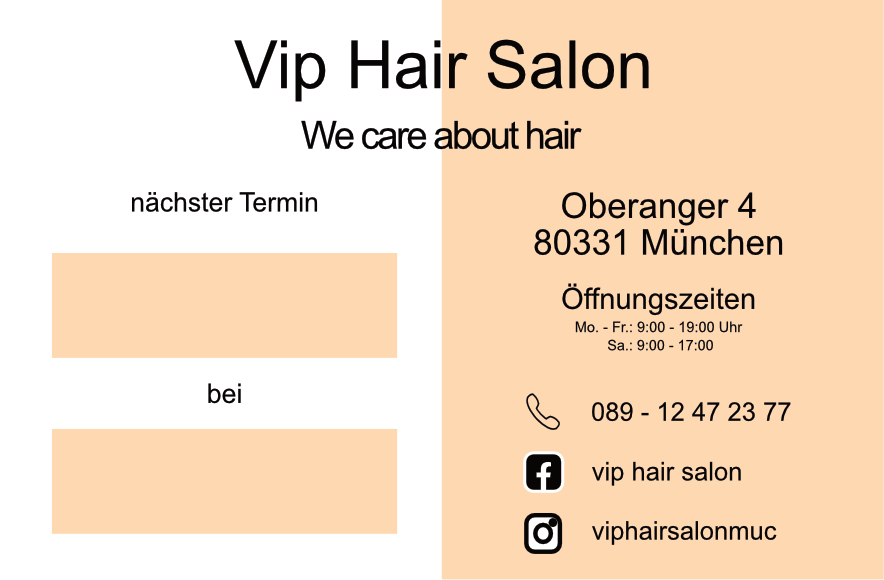 Vip Hair Salon
We care about hair
nächster Termin
bei
Oberanger 4
80331 München
Öffnungszeiten
Mo. - Fr.: 9:00 - 19:00 Uhr
Sa.: 9:00 - 17:00
089 - 12 47 23 77
vip hair salon
viphairsalonmuc